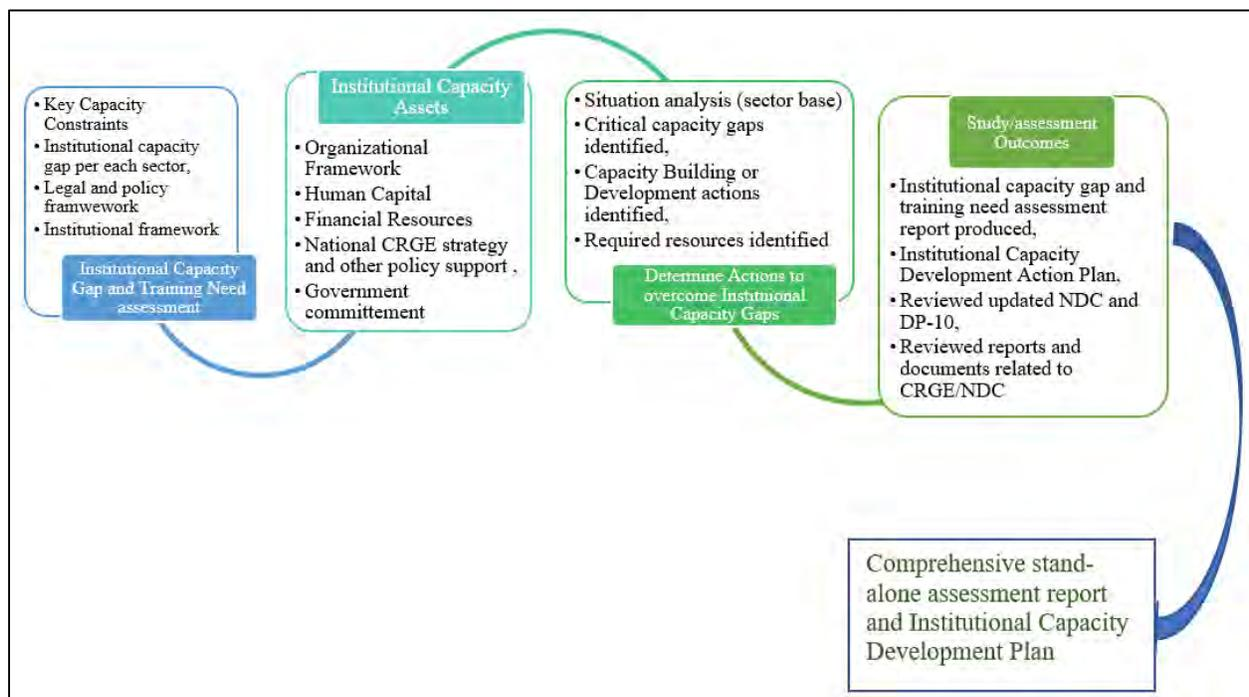 • Key Capacity
Constraints
• Institutional capacity
gap per each sector,
• Legal and policy
framwework
• Institutional framework
Institutional Capacity
Gap and Training Need
assessment
Institutional Capacity
Assets
• Organizational
Framework
• Human Capital
• Financial Resources
• National CRGE strategy
and other policy support ,
• Government
committement
• Situation analysis (sector base)
• Critical capacity gaps
identified,
• Capacity Building or
Development actions
identified,
• Required resources identified
Determine Actions to
overcome Institutional
Capacity Gaps
Study/assessment
Outcomes
• Institutional capacity gap and
training need assessment
report produced,
• Institutional Capacity
Development Action Plan,
• Reviewed updated NDC and
DP-10,
• Reviewed reports and
documents related to
CRGE/NDC
Comprehensive stand-
alone assessment report
and Institutional Capacity
Development Plan